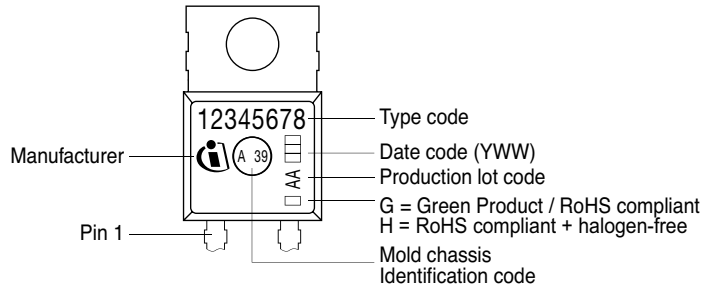 12345678
Type code
Manufacturer
A 39
Date code (YWW)
AA
Production lot code
G = Green Product / RoHS compliant
H = RoHS compliant + halogen-free
Pin 1
Mold chassis
Identification code